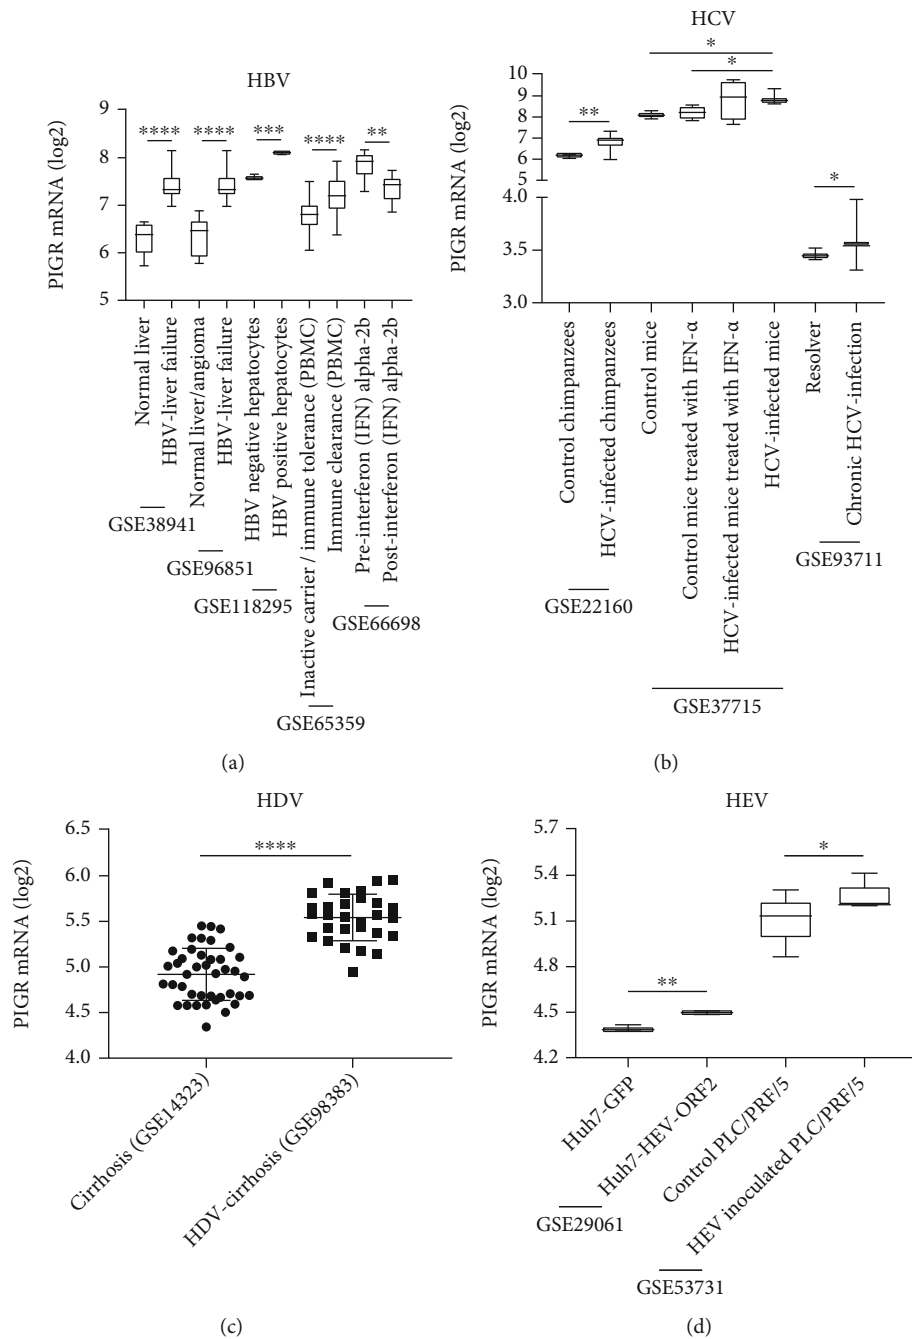 HBV
PIGR mRNA (log2)
9
8
7
6
5
****
****
***
****
**
Normal liver
HBV-liver failure
Normal liver/angioma
HBV-liver failure
HBV negative hepatocytes
HBV positive hepatocytes
Inactive carrier / immune tolerance (PBMC)
Immune clearance (PBMC)
Pre-interferon (IFN) alpha-2b
Post-interferon (IFN) alpha-2b
GSE38941
GSE96851
GSE118295
GSE66698
GSE65359
(a)
HCV
PIGR mRNA (log2)
10
9
8
7
6
5
4.0
3.5
3.0
**
*
*
*
Control chimpanzees
HCV-infected chimpanzees
Control mice
Control mice treated with IFN-α
HCV-infected mice treated with IFN-α
HCV-infected mice
Resolver
Chronic HCV-infection
GSE93711
GSE22160
GSE37715
(b)
HDV
PIGR mRNA (log2)
6.5
6.0
5.5
5.0
4.5
4.0
****
Cirrhosis (GSE14323)
HDV-cirrhosis (GSE98383)
(c)
HEV
PIGR mRNA (log2)
5.7
5.4
5.1
4.8
4.5
4.2
**
*
Huh7-GFP
Huh7-HEV-ORF2
Control PLC/PRF/5
HEV inoculated PLC/PRF/5
GSE29061
GSE53731
(d)